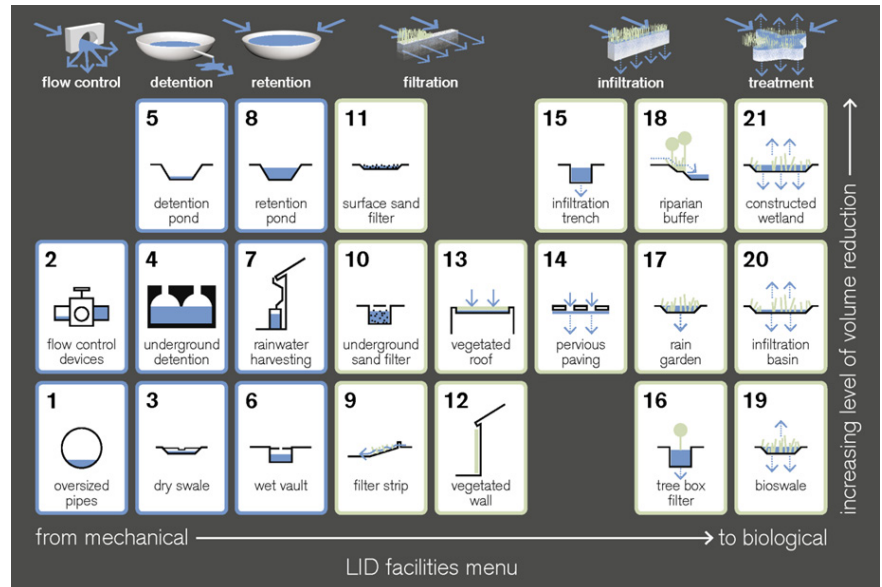 flow control
detention
retention
filtration
infiltration
treatment
5
detention
pond
8
retention
pond
11
surface sand
filter
15
infiltration
trench
18
riparian
buffer
21
constructed
wetland
2
flow control
devices
4
underground
detention
7
rainwater
harvesting
10
underground
sand filter
13
vegetated
roof
14
pervious
paving
17
rain
garden
20
infiltration
basin
1
oversized
pipes
3
dry swale
6
wet vault
9
filter strip
12
vegetated
wall
16
tree box
filter
19
bioswale
increasing level of volume reduction
from mechanical
to biological
LID facilities menu